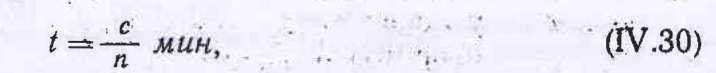 t = c/n мин, (IV.30)